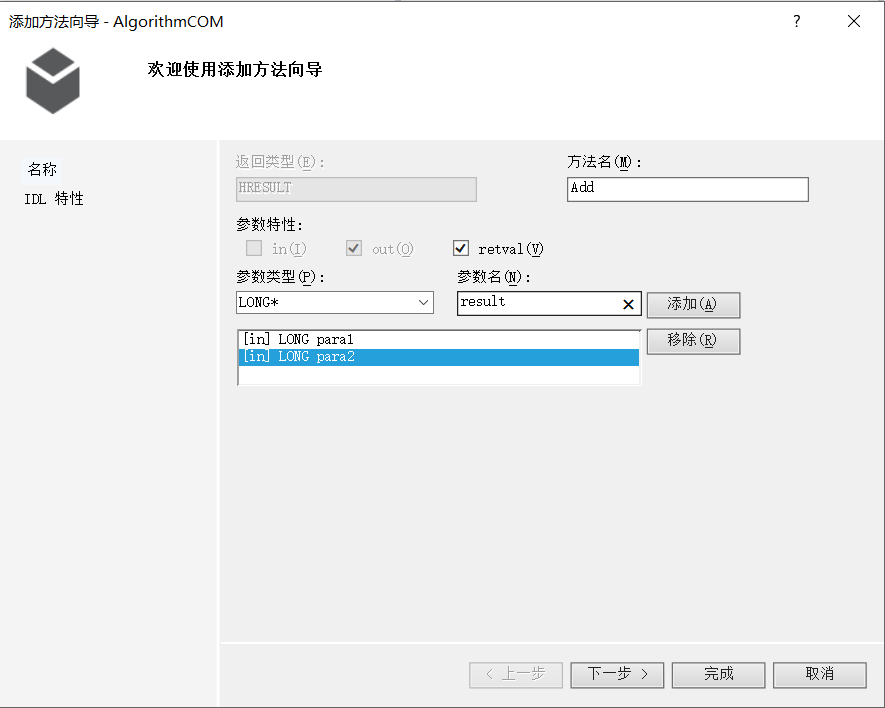 添加方法向导 - AlgorithmCOM
欢迎使用添加方法向导
名称
IDL 特性
返回类型(E):
方法名(M):
HRESULT
Add
参数特性:
in(I)
out(O)
retval(V)
参数类型(P):
参数名(N):
LONG*
result
添加(A)
[in] LONG para1
[in] LONG para2
移除(R)
< 上一步
下一步 >
完成
取消